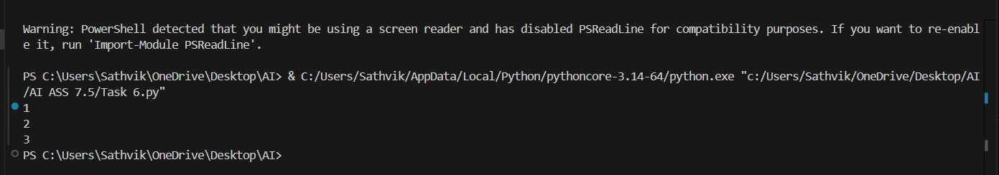 Warning: PowerShell detected that you might be using a screen reader and has disabled PSReadLine for compatibility purposes. If you want to re-enabl
e it, run 'Import-Module PSReadLine'.
PS C:\Users\Sathvik\OneDrive\Desktop\AI> & C:/Users/Sathvik/AppData/Local/Python/pythoncore-3.14-64/python.exe "c:/Users/Sathvik/OneDrive/Desktop/AI
/AI ASS 7.5/Task 6.py"
1
2
3
PS C:\Users\Sathvik\OneDrive\Desktop\AI>